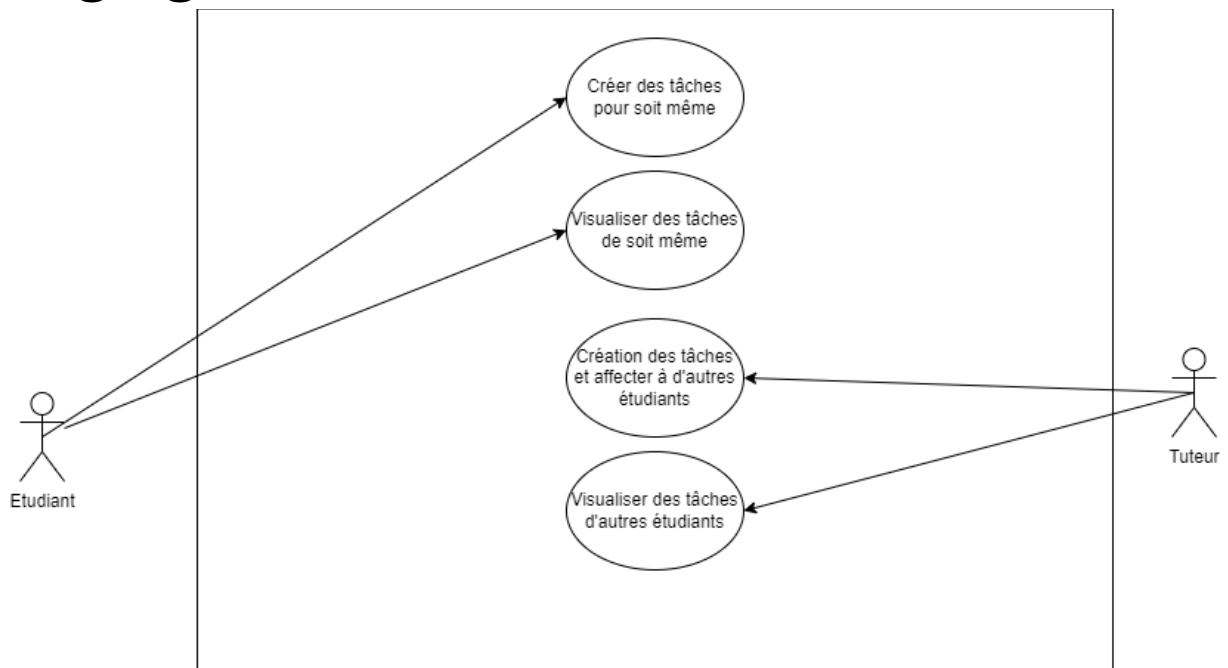 Créer des tâches
pour soit même
Visualiser des tâches
de soit même
Création des tâches
et affecter à d'autres
étudiants
Tuteur
Etudiant
Visualiser des tâches
d'autres étudiants